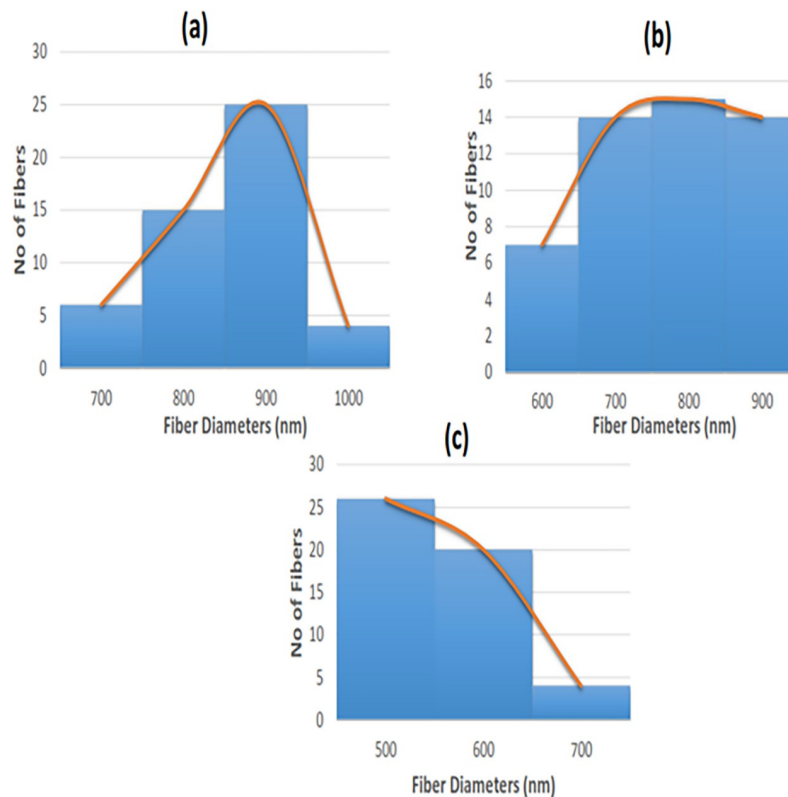 (a)
No of Fibers
30
25
20
15
10
5
0
700 800 900 1000
Fiber Diameters (nm)
(b)
No of Fibers
16
14
12
10
8
6
4
2
0
600 700 800 900
Fiber Diameters (nm)
(c)
No of Fibers
30
25
20
15
10
5
0
500 600 700
Fiber Diameters (nm)